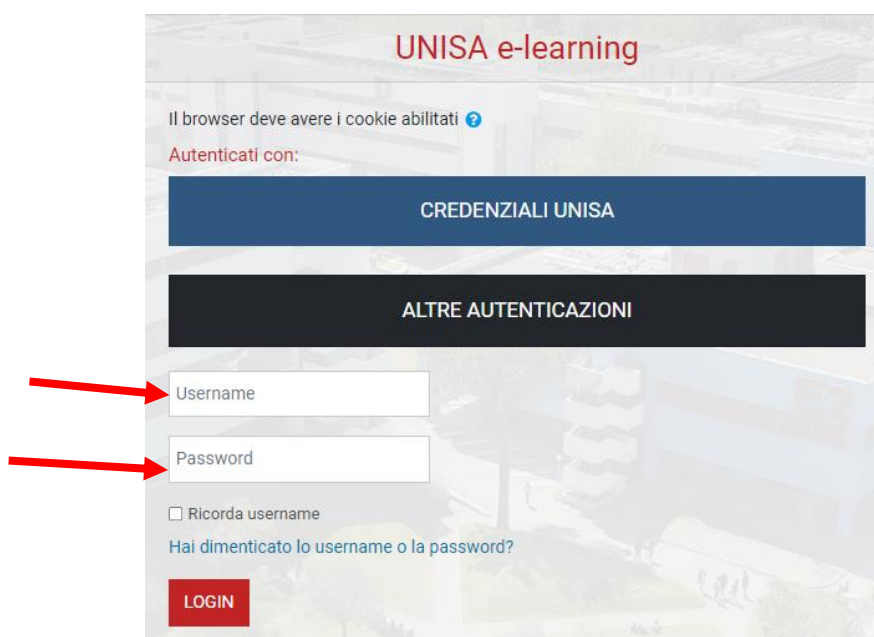 UNISA e-learning
Il browser deve avere i cookie abilitati
Autenticati con:
CREDENZIALI UNISA
ALTRE AUTENTICAZIONI
Username
Password
Ricorda username
Hai dimenticato lo username o la password?
LOGIN